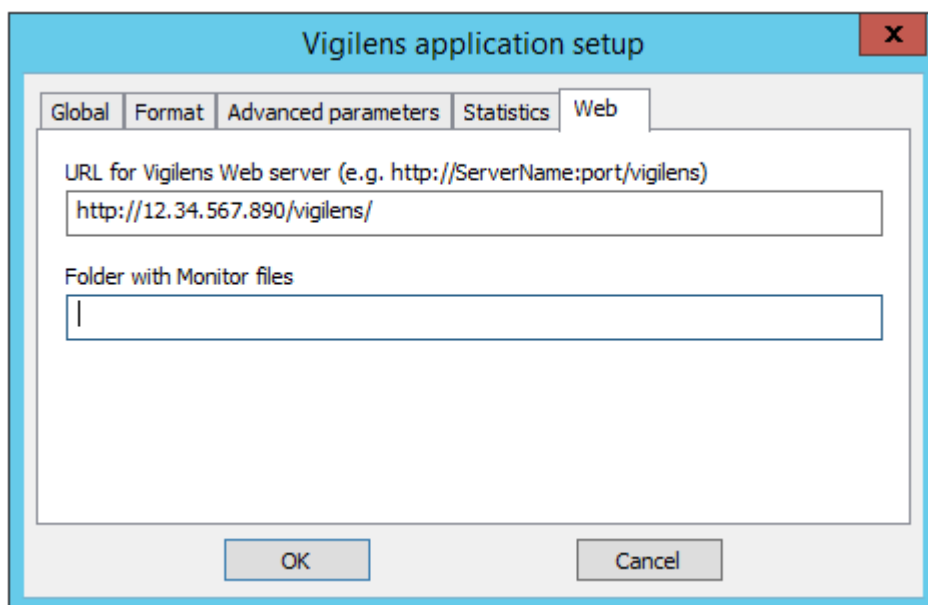 Vigilens application setup
x
Global Format Advanced parameters Statistics Web
URL for Vigilens Web server (e.g. http://ServerName:port/vigilens)
http://12.34.567.890/vigilens/
Folder with Monitor files
OK Cancel